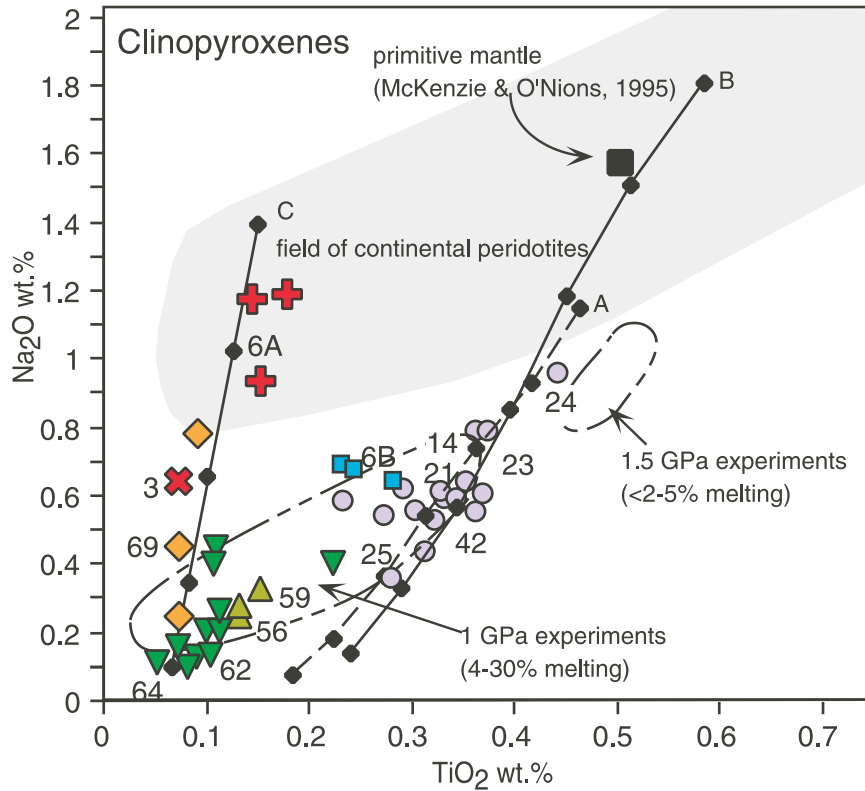 Clinopyroxenes
primitive mantle
(McKenzie & O'Nions, 1995)
B
C
field of continental peridotites
A
6A
24
14
6B
23
21
1.5 GPa experiments
(<2-5% melting)
3
69
42
25
59
56
62
64
1 GPa experiments
(4-30% melting)
Na₂O wt.%
2
1.8
1.6
1.4
1.2
1
0.8
0.6
0.4
0.2
0
0 0.1 0.2 0.3 0.4 0.5 0.6 0.7
TiO₂ wt.%